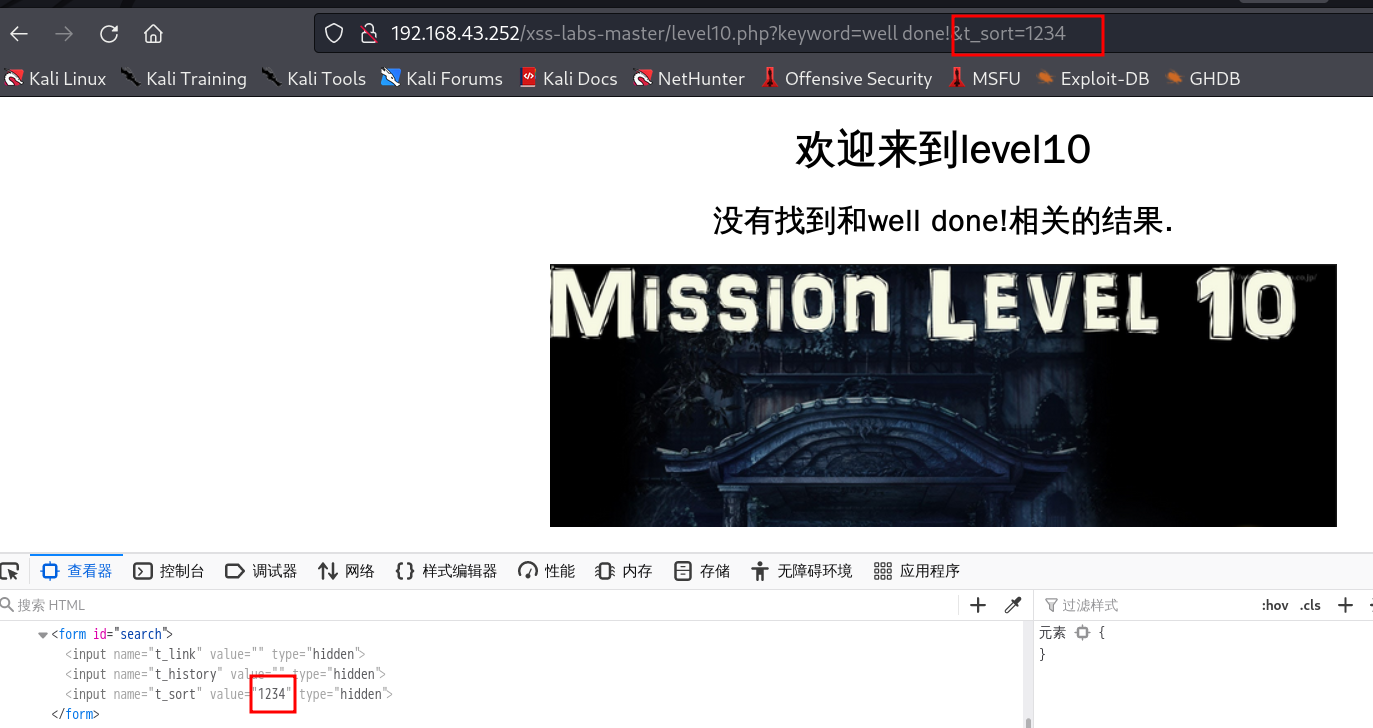 192.168.43.252/xss-labs-master/level10.php?keyword=well done!&t_sort=1234
Kali Linux Kali Training Kali Tools Kali Forums Kali Docs NetHunter Offensive Security MSFU Exploit-DB GHDB
欢迎来到level10
没有找到和well done!相关的结果.
Mission Level 10
查看器 控制台 调试器 网络 样式编辑器 性能 内存 存储 无障碍环境 应用程序
搜索 HTML
过滤样式 :hov .cls
<form id="search">
<input name="t_link" value="" type="hidden">
<input name="t_history" value="" type="hidden">
<input name="t_sort" value="1234" type="hidden">
</form>
元素 {
}